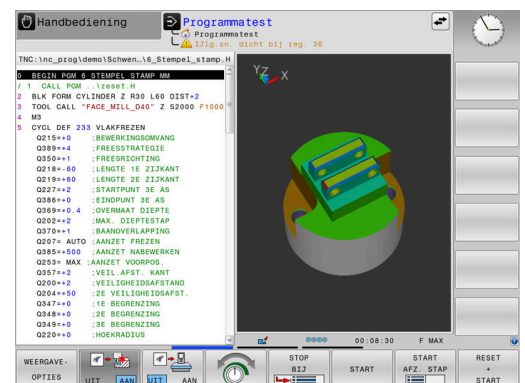 Handbediening
Programmatest
Programmatest
IJlg.sn. dicht bij reg. 36
TNC:\nc_prog\demo\Schwen…\6_Stempel_stamp.H
0 BEGIN PGM 6_STEMPEL_STAMP MM
/ 1 CALL PGM ..\reset.H
2 BLK FORM CYLINDER Z R30 L60 DIST+2
3 TOOL CALL "FACE_MILL_D40" Z S2000 F1000
4 M3
5 CYCL DEF 233 VLAKFREZEN
Q215=+0 ;BEWERKINGSOMVANG
Q389=+4 ;FREESSTRATEGIE
Q350=+1 ;FREESRICHTING
Q218=-60 ;LENGTE 1E ZIJKANT
Q219=+60 ;LENGTE 2E ZIJKANT
Q227=+2 ;STARTPUNT 3E AS
Q386=+0 ;EINDPUNT 3E AS
Q369=+0.4 ;OVERMAAT DIEPTE
Q202=+2 ;MAX. DIEPTESTAP
Q370=+1 ;BAANOVERLAPPING
Q207= AUTO ;AANZET FREZEN
Q385=+500 ;AANZET NABEWERKEN
Q253= MAX ;AANZET VOORPOS.
Q357=+2 ;VEIL.AFST. KANT
Q200=+2 ;VEILIGHEIDSAFSTAND
Q204=+50 ;2E VEILIGHEIDSAFST.
Q347=+0 ;1E BEGRENZING
Q348=+0 ;2E BEGRENZING
Q349=+0 ;3E BEGRENZING
Q220=+0 ;HOEKRADIUS
Y Z X
00:08:30 F MAX
WEERGAVE-
OPTIES
UIT AAN
UIT AAN
STOP
BIJ
START
START
AFZ. STAP
RESET
+
START